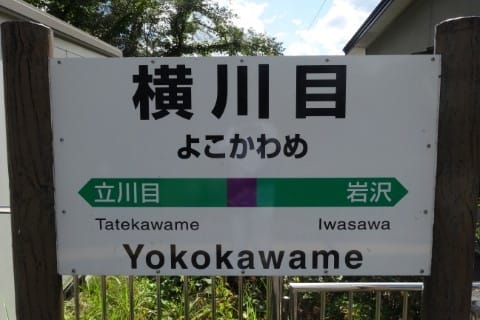 横川目
よこかわめ
立川目 岩沢
Tatekawame Iwasawa
Yokokawame